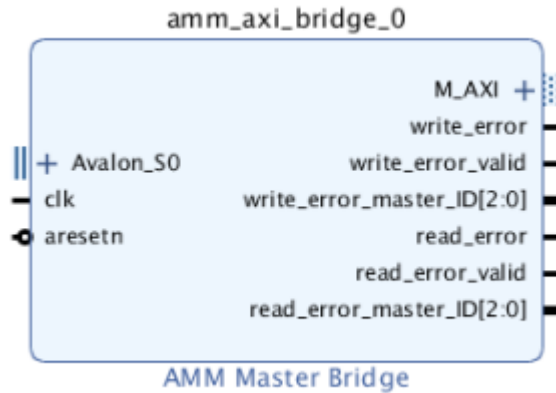 amm_axi_bridge_0
M_AXI +
write_error
+ Avalon_S0
write_error_valid
clk
write_error_master_ID[2:0]
aresetn
read_error
read_error_valid
read_error_master_ID[2:0]
AMM Master Bridge